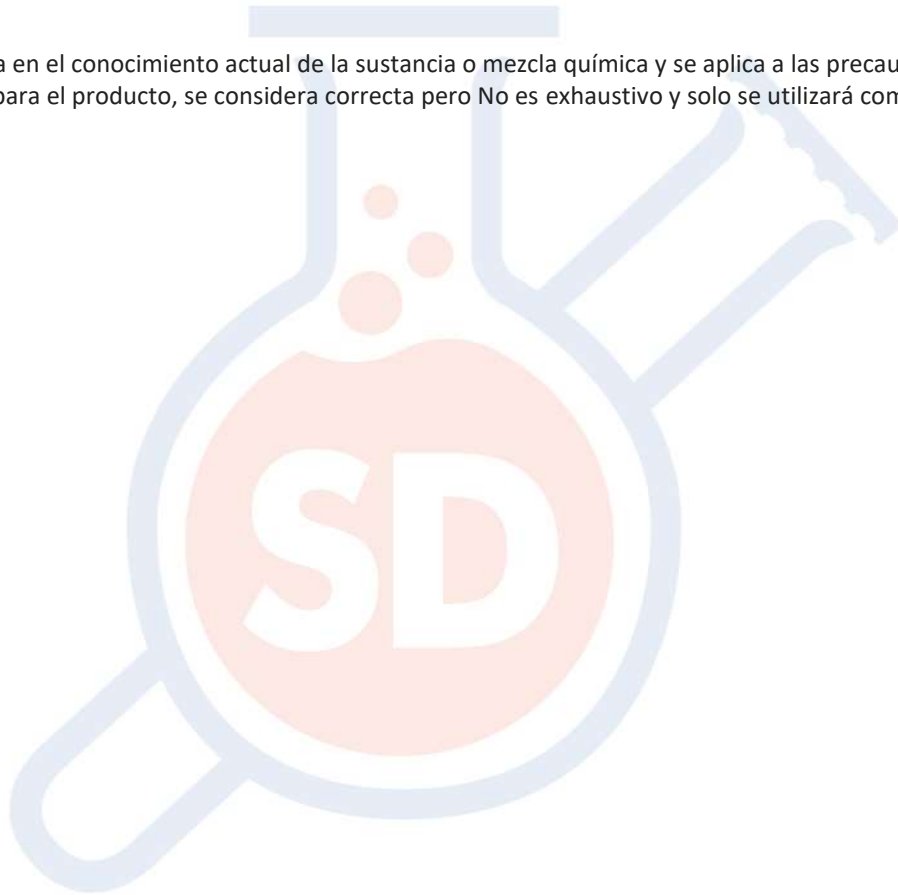 a en el conocimiento actual de la sustancia o mezcla química y se aplica a las precau
para el producto, se considera correcta pero No es exhaustivo y solo se utilizará com
SD